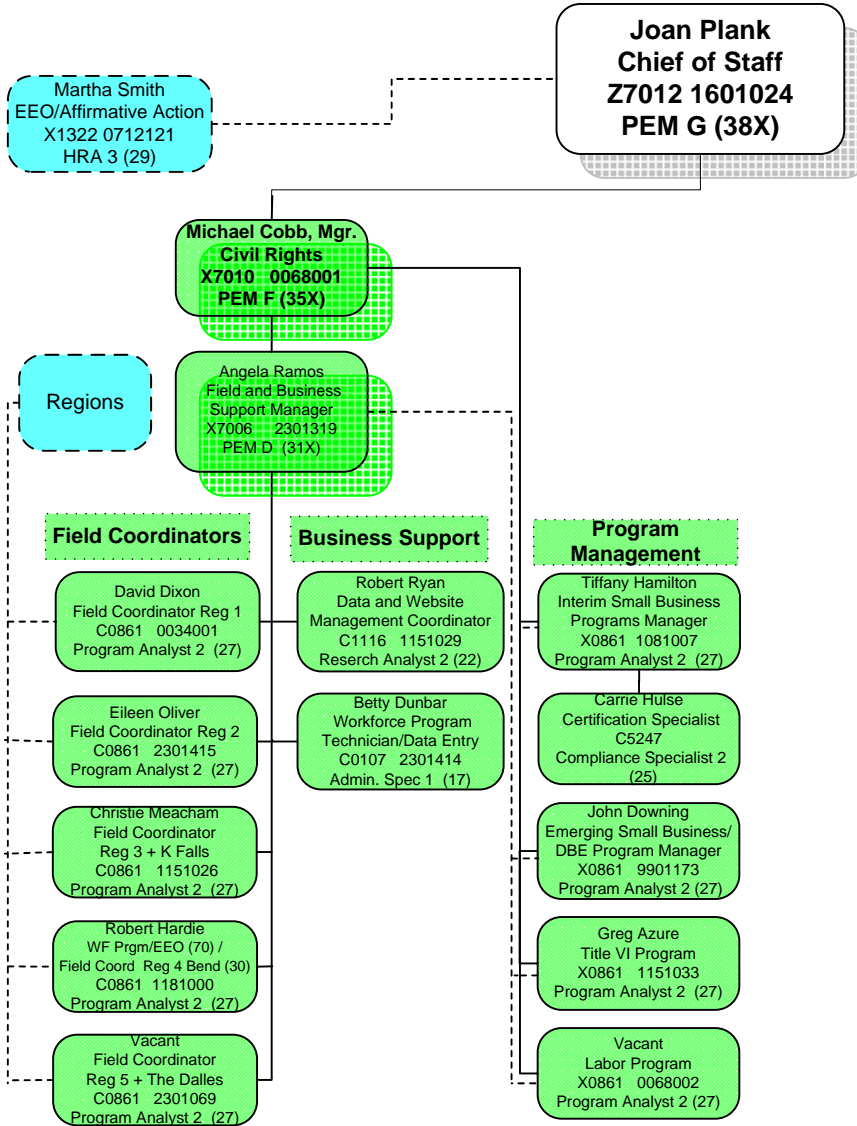 Joan Plank
Chief of Staff
Z7012 1601024
PEM G (38X)
Martha Smith
EEO/Affirmative Action
X1322 0712121
HRA 3 (29)
Michael Cobb, Mgr.
Civil Rights
X7010 0068001
PEM F (35X)
Angela Ramos
Field and Business
Support Manager
X7006 2301319
PEM D (31X)
Regions
Field Coordinators
David Dixon
Field Coordinator Reg 1
C0861 0034001
Program Analyst 2 (27)
Eileen Oliver
Field Coordinator Reg 2
C0861 2301415
Program Analyst 2 (27)
Christie Meacham
Field Coordinator
Reg 3 + K Falls
C0861 1151026
Program Analyst 2 (27)
Robert Hardie
WF Prgm/EEO (70) /
Field Coord Reg 4 Bend (30)
C0861 1181000
Program Analyst 2 (27)
Vacant
Field Coordinator
Reg 5 + The Dalles
C0861 2301069
Program Analyst 2 (27)
Business Support
Robert Ryan
Data and Website
Management Coordinator
C1116 1151029
Reserch Analyst 2 (22)
Betty Dunbar
Workforce Program
Technician/Data Entry
C0107 2301414
Admin. Spec 1 (17)
Program
Management
Tiffany Hamilton
Interim Small Business
Programs Manager
X0861 1081007
Program Analyst 2 (27)
Carrie Hulse
Certification Specialist
C5247
Compliance Specialist 2
(25)
John Downing
Emerging Small Business/
DBE Program Manager
X0861 9901173
Program Analyst 2 (27)
Greg Azure
Title VI Program
X0861 1151033
Program Analyst 2 (27)
Vacant
Labor Program
X0861 0068002
Program Analyst 2 (27)